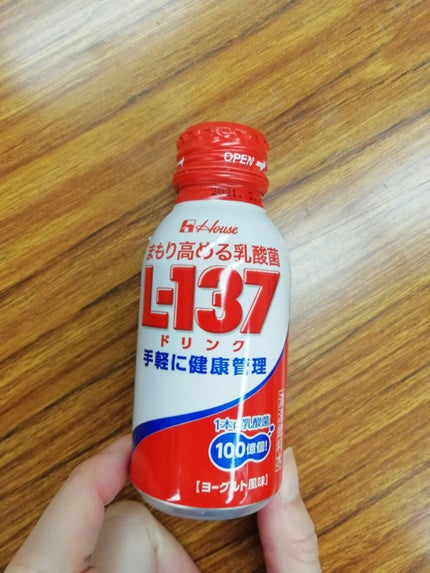 OPEN
2021.
House
まもり高める乳酸菌
L-137
ドリンク
手軽に健康管理
1本に乳酸菌
100億個!
【ヨーグルト風味】